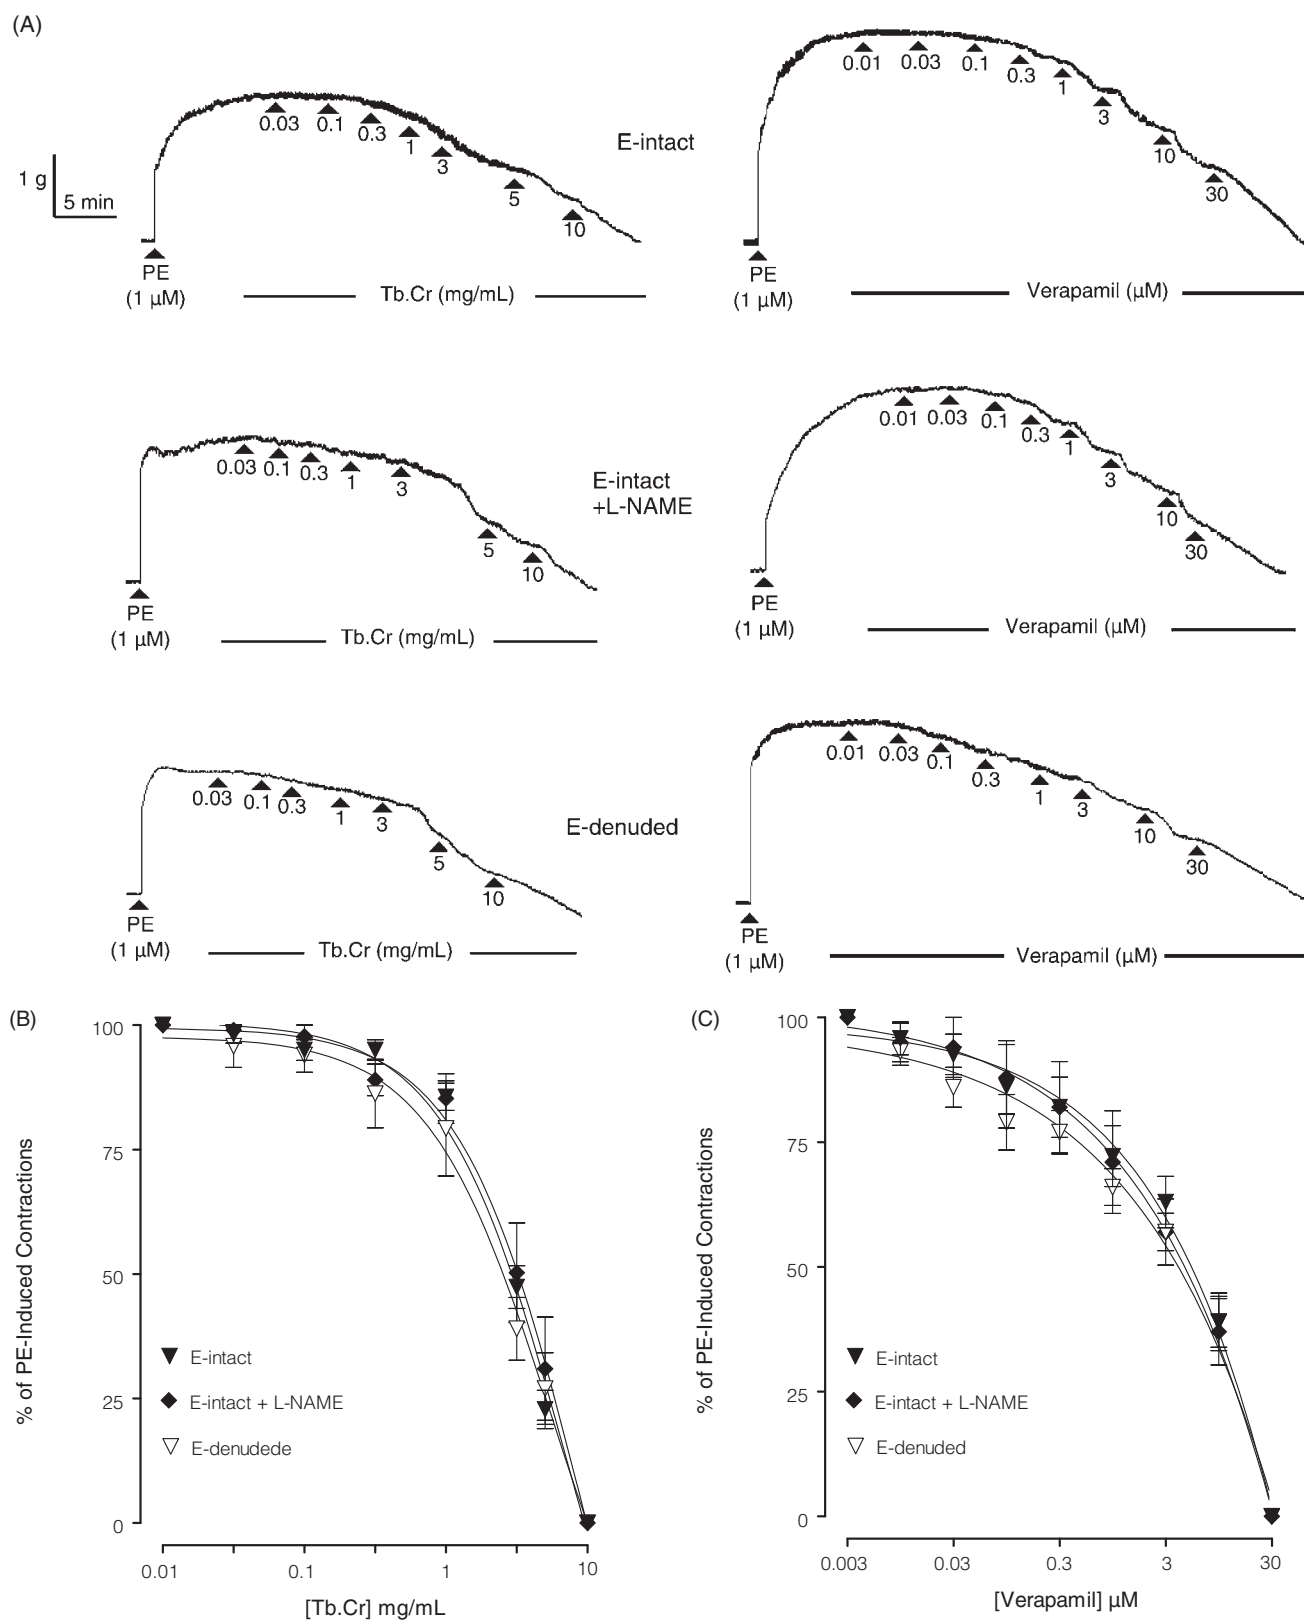 (A)
0.03 0.1 0.3 1 3 5 10
E-intact
0.01 0.03 0.1 0.3 1 3 10 30
1 g
5 min
PE
(1 µM)
Tb.Cr (mg/mL)
PE
(1 µM)
Verapamil (µM)
0.03 0.1 0.3 1 3 5 10
E-intact
+L-NAME
0.01 0.03 0.1 0.3 1 3 10 30
PE
(1 µM)
Tb.Cr (mg/mL)
PE
(1 µM)
Verapamil (µM)
0.03 0.1 0.3 1 3 5 10
E-denuded
0.01 0.03 0.1 0.3 1 3 10 30
PE
(1 µM)
Tb.Cr (mg/mL)
PE
(1 µM)
Verapamil (µM)
(B)
% of PE-Induced Contractions
100
75
50
25
0
E-intact
E-intact + L-NAME
E-denudede
0.01 0.1 1 10
[Tb.Cr] mg/mL
(C)
% of PE-Induced Contractions
100
75
50
25
0
E-intact
E-intact + L-NAME
E-denuded
0.003 0.03 0.3 3 30
[Verapamil] µM